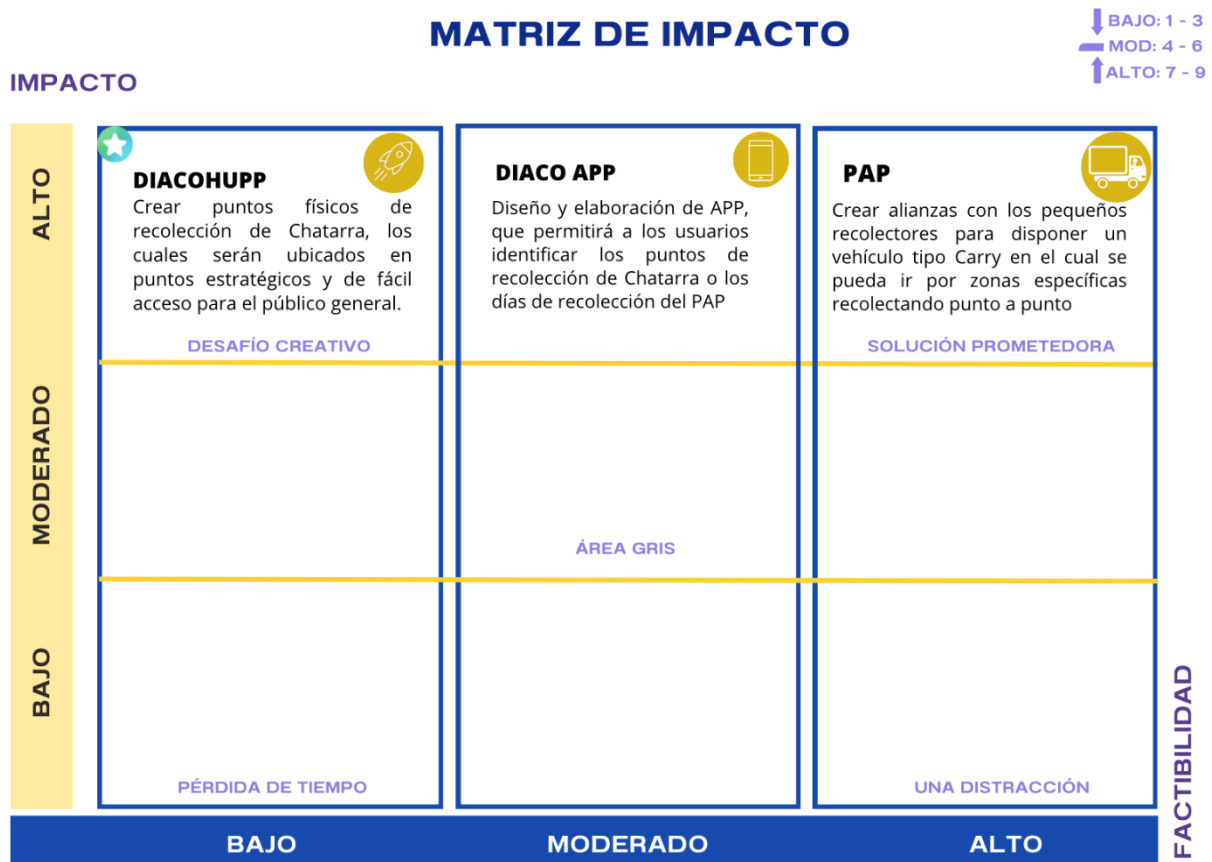 MATRIZ DE IMPACTO
BAJO: 1 - 3
MOD: 4 - 6
ALTO: 7 - 9
IMPACTO
ALTO
DIACOHUPP
Crear puntos físicos de
recolección de Chatarra, los
cuales serán ubicados en
puntos estratégicos y de fácil
acceso para el público general.
DESAFÍO CREATIVO
DIACO APP
Diseño y elaboración de APP,
que permitirá a los usuarios
identificar los puntos de
recolección de Chatarra o los
días de recolección del PAP
PAP
Crear alianzas con los pequeños
recolectores para disponer un
vehículo tipo Carry en el cual se
pueda ir por zonas específicas
recolectando punto a punto
SOLUCIÓN PROMETEDORA
MODERADO
ÁREA GRIS
BAJO
PÉRDIDA DE TIEMPO
UNA DISTRACCIÓN
FACTIBILIDAD
BAJO
MODERADO
ALTO